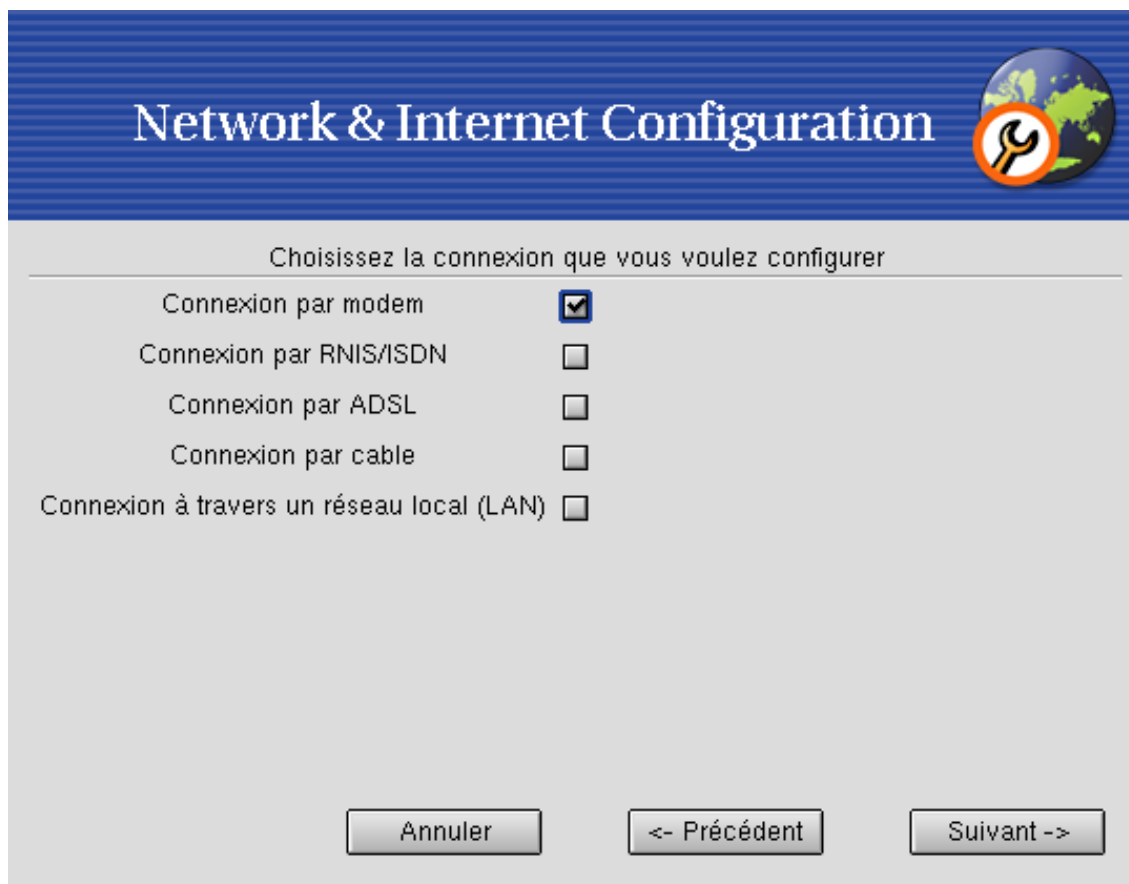 Network & Internet Configuration
Choisissez la connexion que vous voulez configurer
Connexion par modem
Connexion par RNIS/ISDN
Connexion par ADSL
Connexion par cable
Connexion à travers un réseau local (LAN)
Annuler <- Précédent Suivant ->